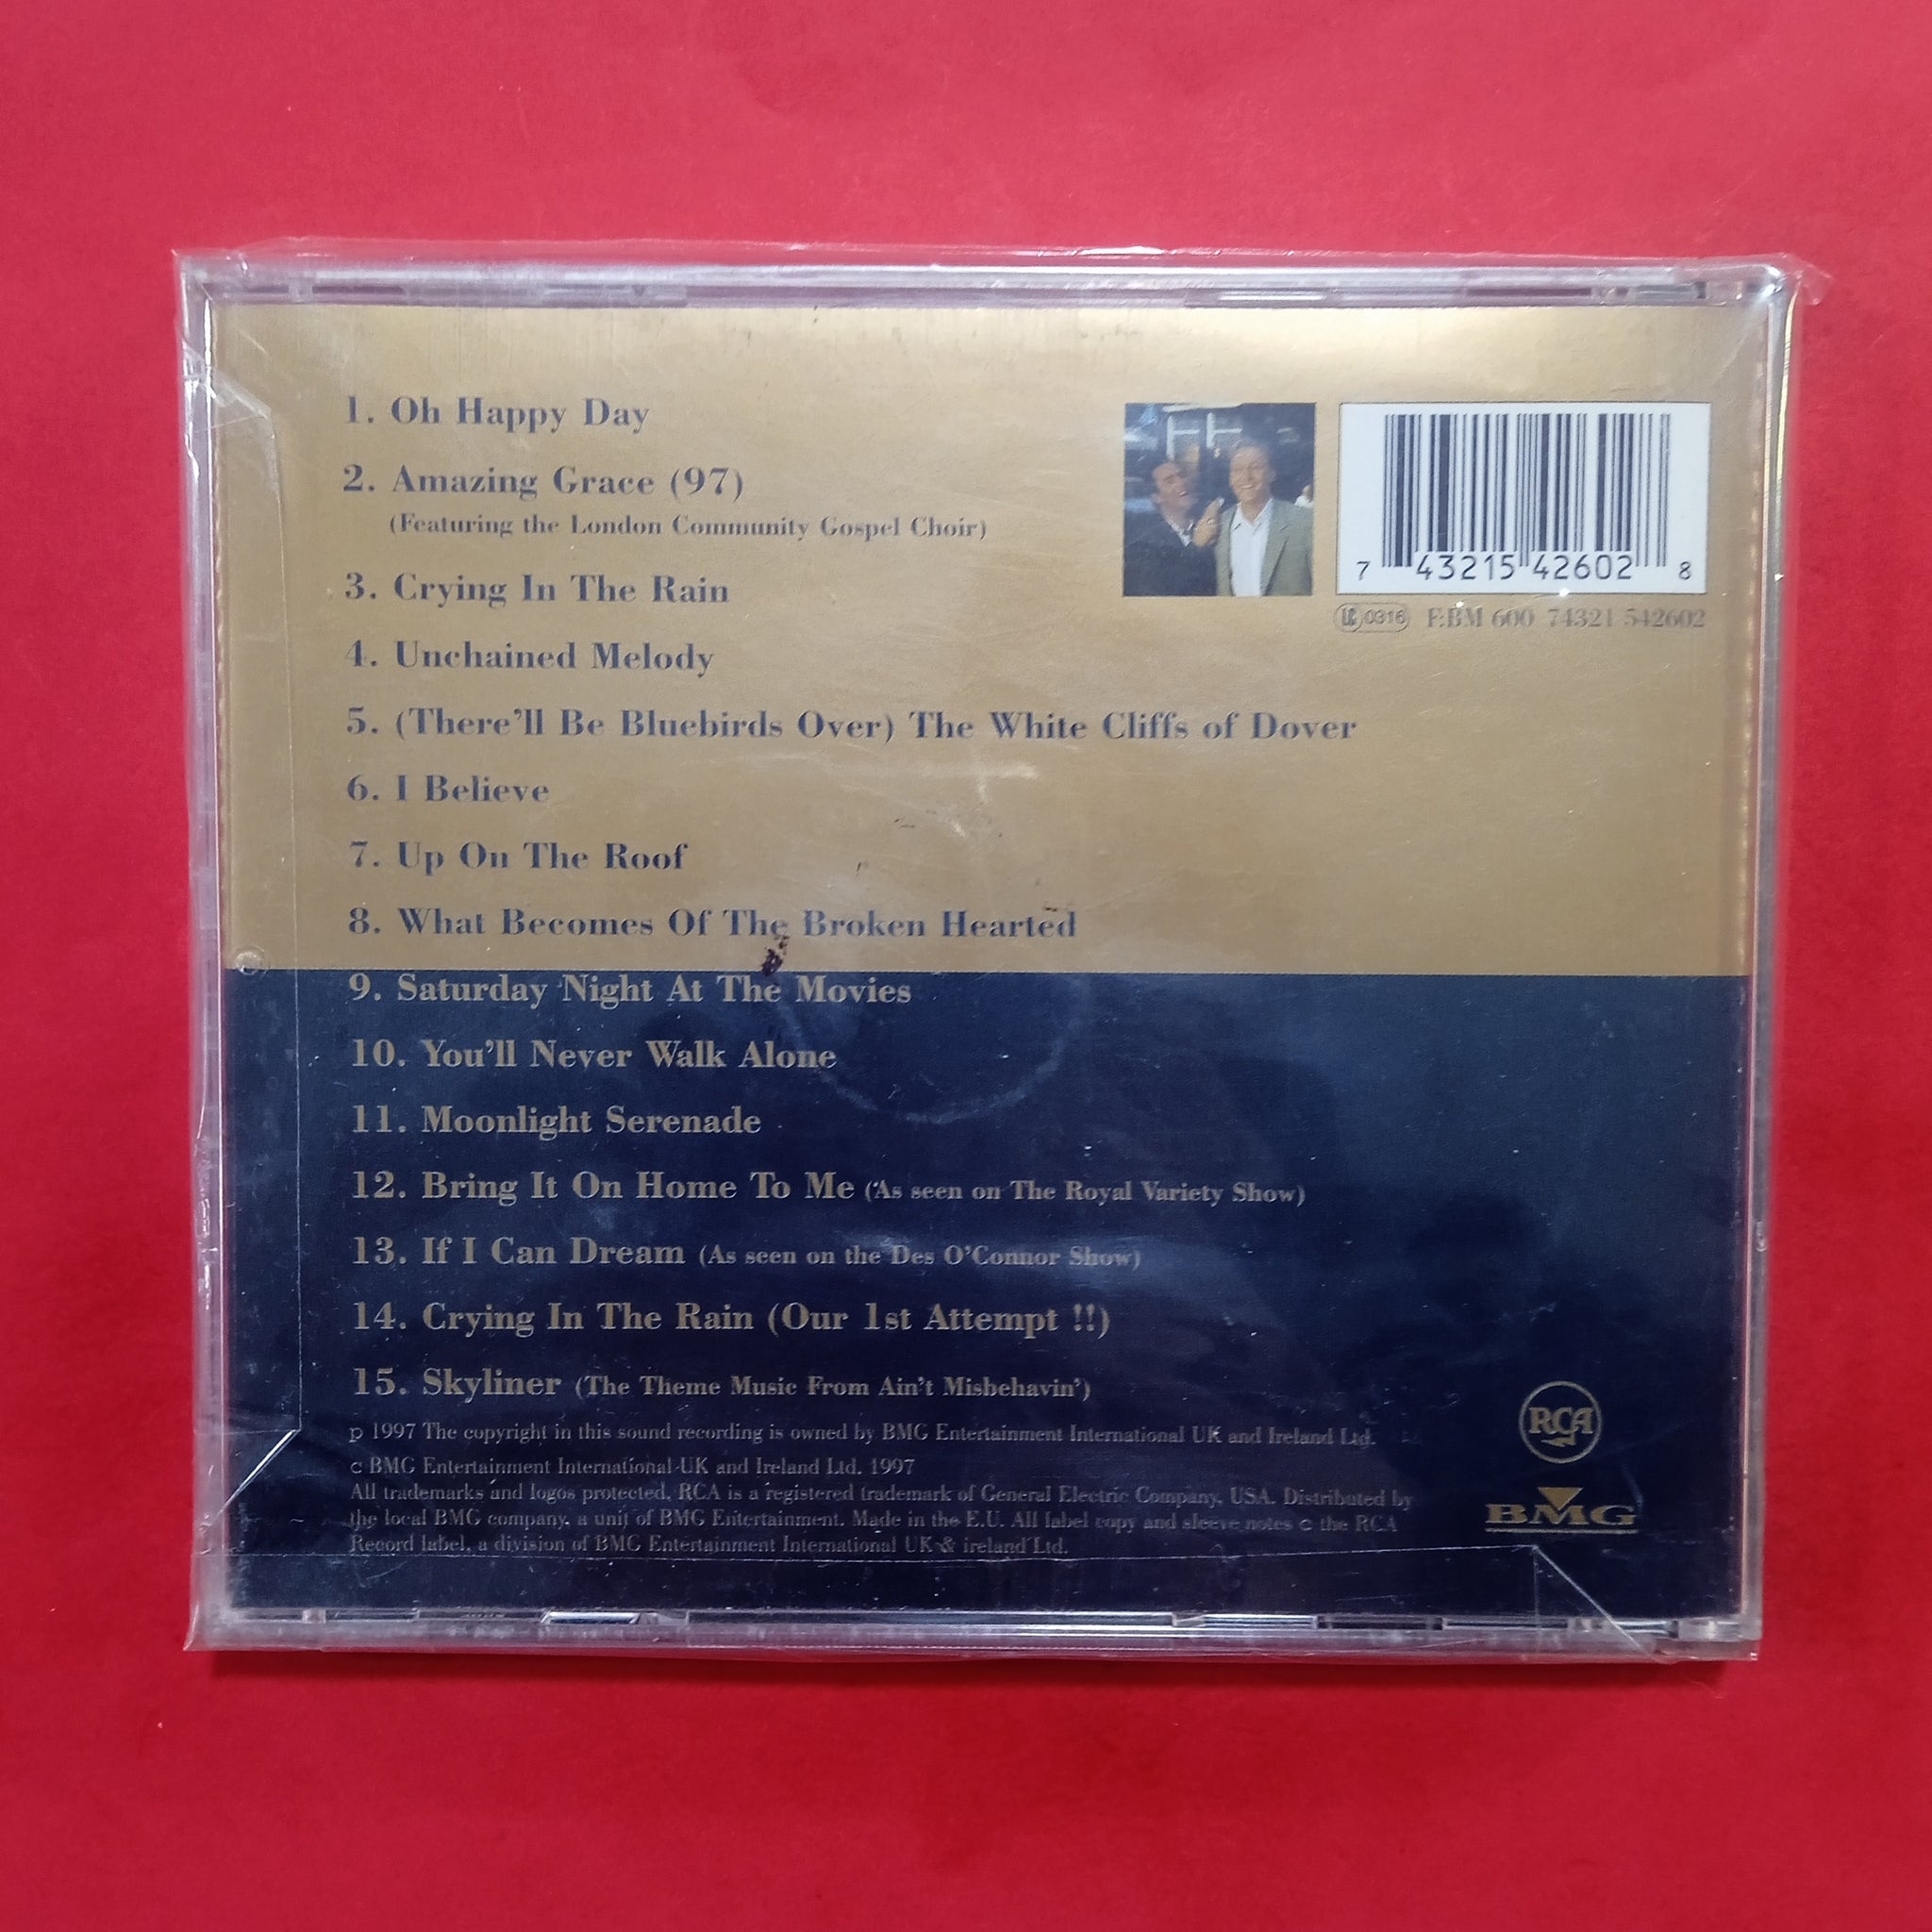 1. Oh Happy Day
2. Amazing Grace (97)
(Featuring the London Community Gospel Choir)
3. Crying In The Rain
4. Unchained Melody
5. (There'll Be Bluebirds Over) The White Cliffs of Dover
6. I Believe
7. Up On The Roof
8. What Becomes Of The Broken Hearted
9. Saturday Night At The Movies
10. You'll Never Walk Alone
11. Moonlight Serenade
12. Bring It On Home To Me (As seen on The Royal Variety Show)
13. If I Can Dream (As seen on the Des O'Connor Show)
14. Crying In The Rain (Our 1st Attempt !!)
15. Skyliner (The Theme Music From Ain't Misbehavin')
7 43215 42602 8
LC 0316 F:BM 600 74321 542602
p 1997 The copyright in this sound recording is owned by BMG Entertainment International UK and Ireland Ltd.
c BMG Entertainment International UK and Ireland Ltd. 1997
All trademarks and logos protected. RCA is a registered trademark of General Electric Company, USA. Distributed by
the local BMG company, a unit of BMG Entertainment. Made in the E.U. All label copy and sleeve notes c the RCA
Record label, a division of BMG Entertainment International UK & ireland Ltd.
RCA
BMG